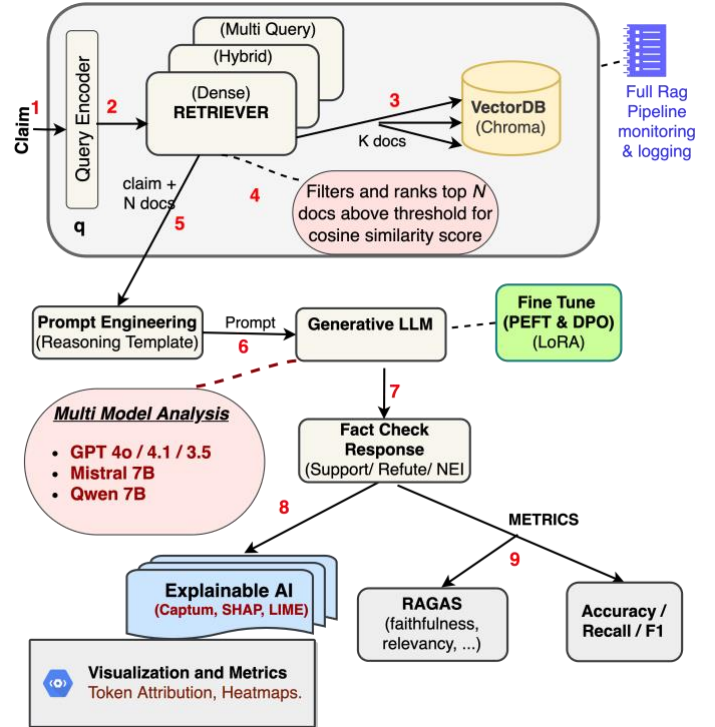 (Multi Query)
(Hybrid)
(Dense)
RETRIEVER
Claim
1
Query Encoder
q
2
3
K docs
VectorDB
(Chroma)
Full Rag
Pipeline
monitoring
& logging
claim +
N docs
5
4
Filters and ranks top N
docs above threshold for
cosine similarity score
Prompt Engineering
(Reasoning Template)
Prompt
6
Generative LLM
Fine Tune
(PEFT & DPO)
(LoRA)
Multi Model Analysis
• GPT 4o / 4.1 / 3.5
• Mistral 7B
• Qwen 7B
7
Fact Check
Response
(Support/ Refute/ NEI
8
METRICS
9
Explainable AI
(Captum, SHAP, LIME)
Visualization and Metrics
Token Attribution, Heatmaps.
RAGAS
(faithfulness,
relevancy, ...)
Accuracy /
Recall / F1